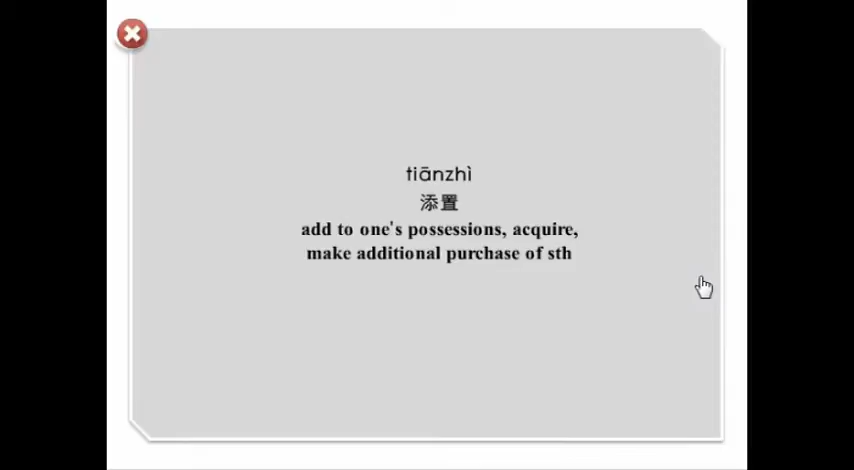 tiānzhì
添置
add to one's possessions, acquire,
make additional purchase of sth